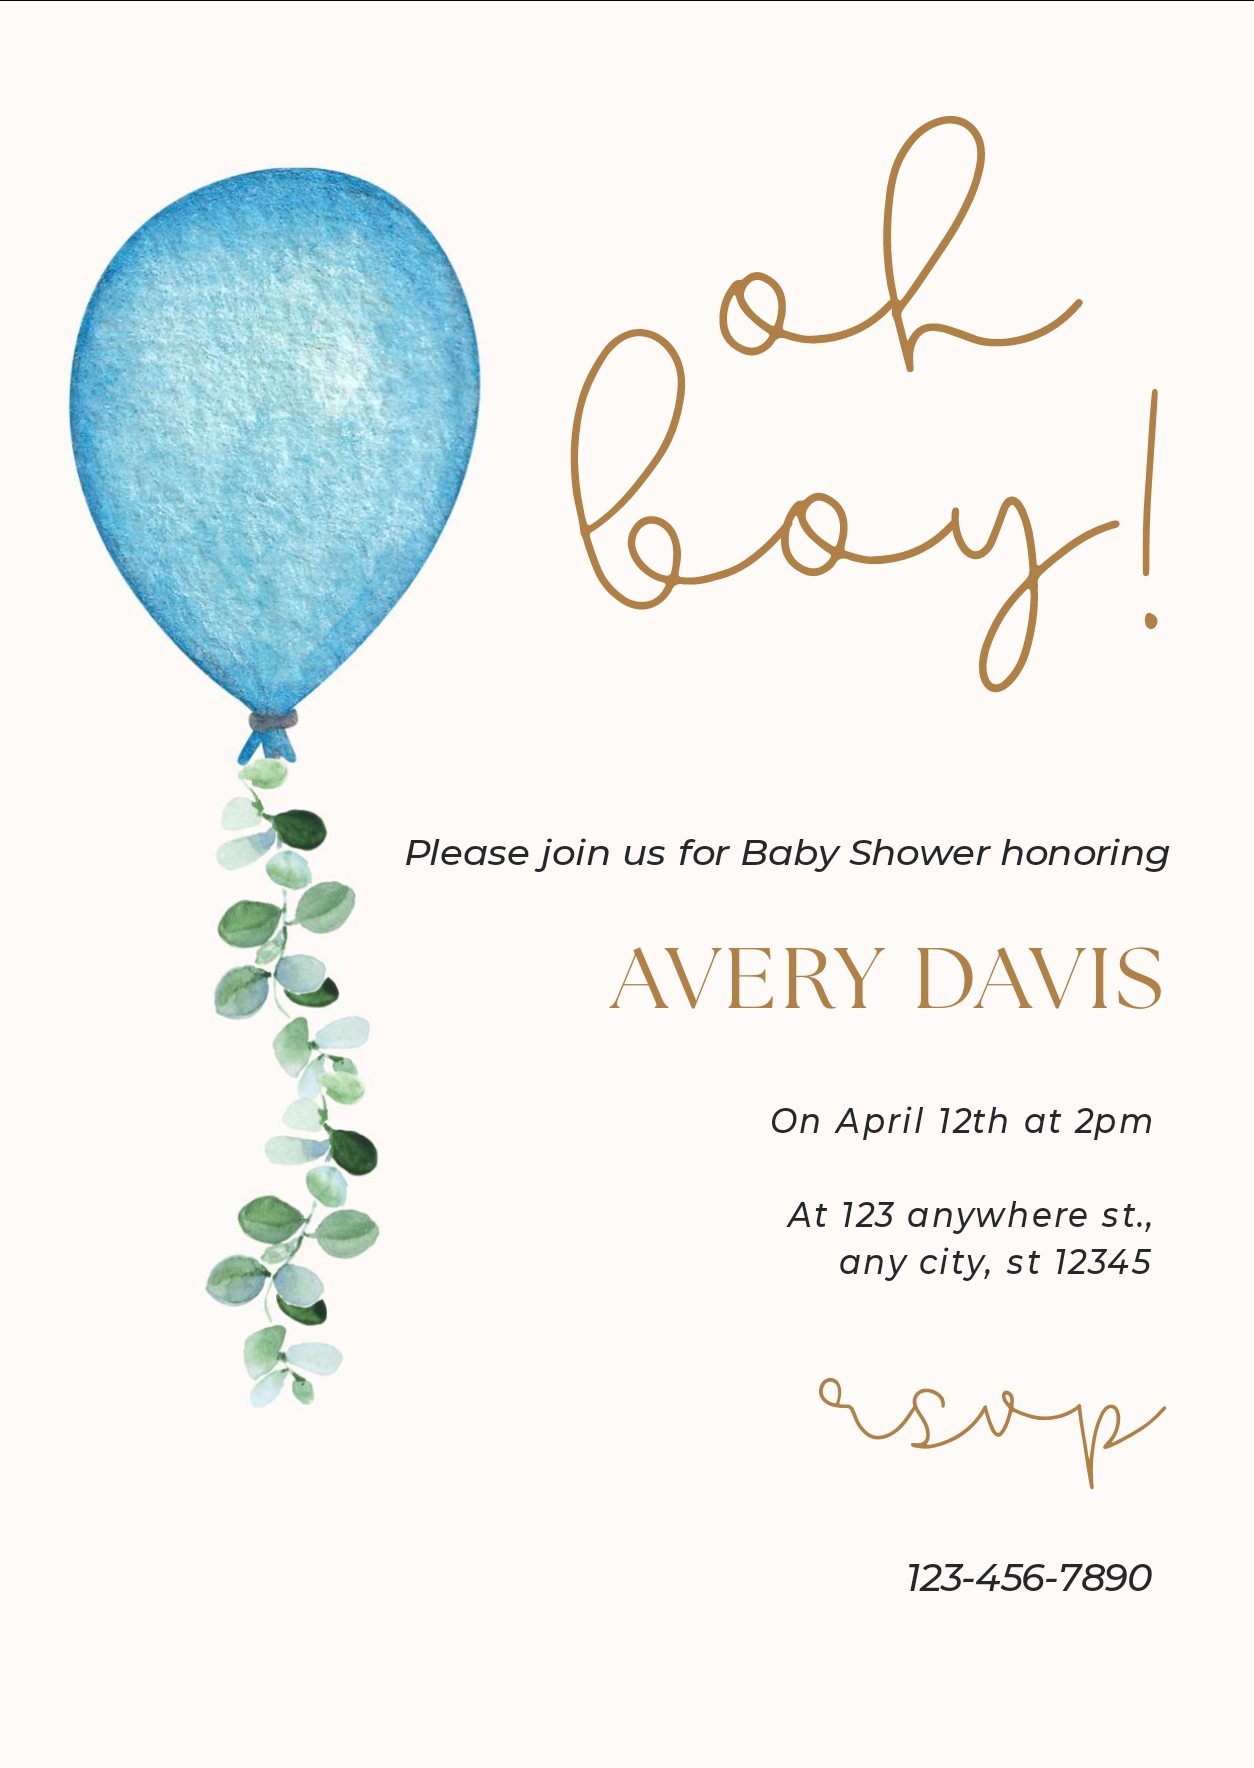 oh
boy!
Please join us for Baby Shower honoring
AVERY DAVIS
On April 12th at 2pm
At 123 anywhere st.,
any city, st 12345
rsvp
123-456-7890